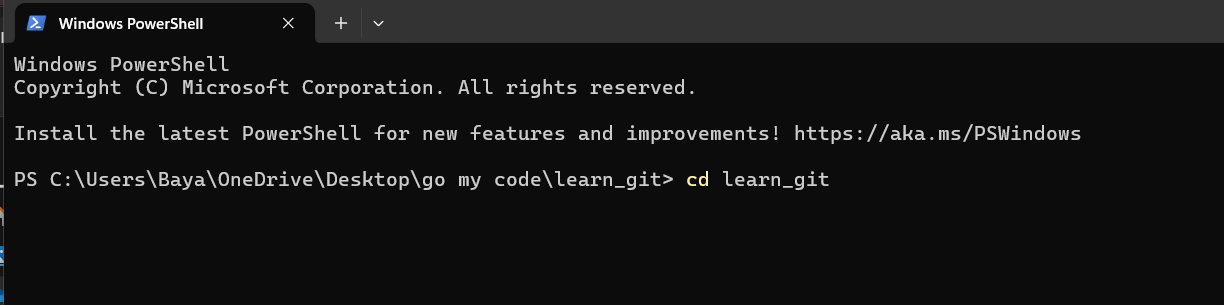 Windows PowerShell
Windows PowerShell
Copyright (C) Microsoft Corporation. All rights reserved.
Install the latest PowerShell for new features and improvements! https://aka.ms/PSWindows
PS C:\Users\Baya\OneDrive\Desktop\go my code\learn_git> cd learn_git